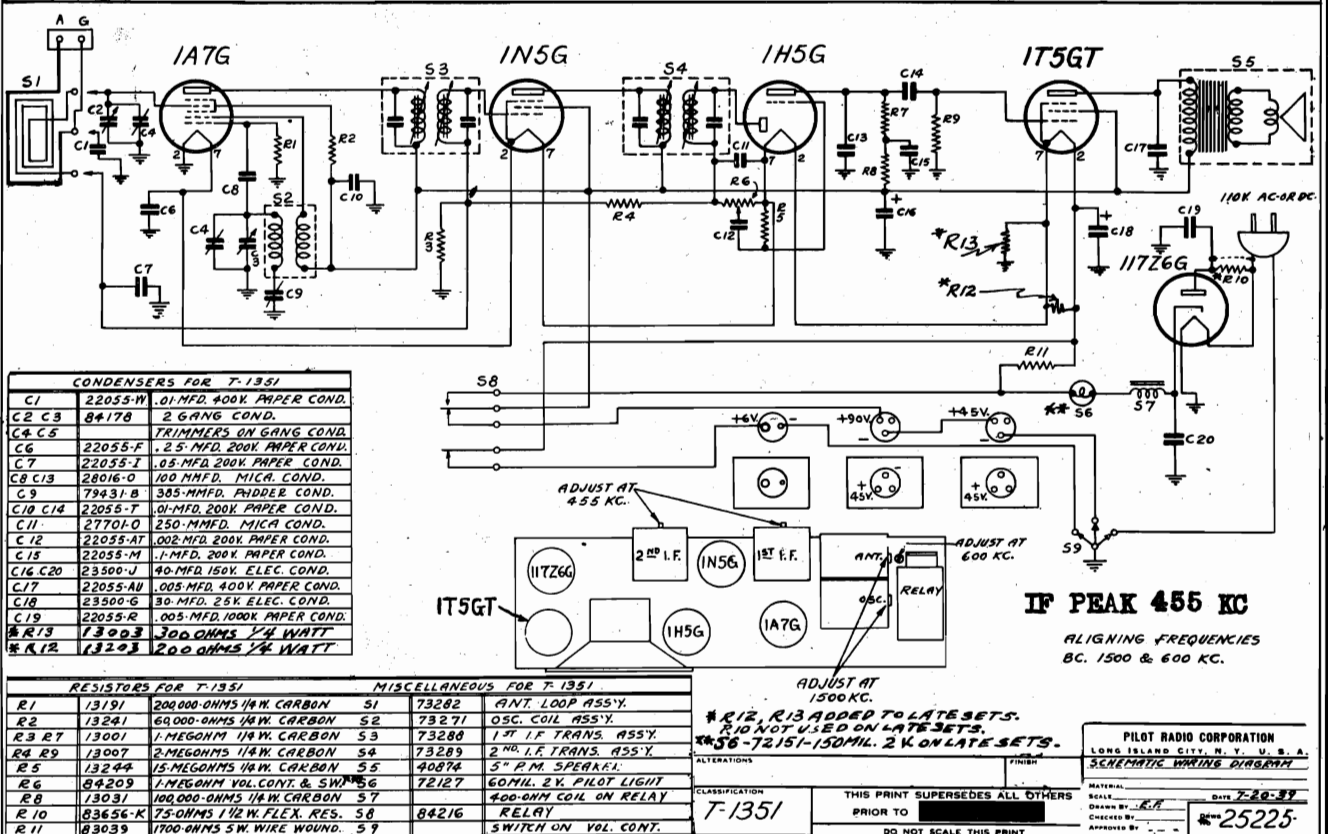 A G
S1
1A7G
S3
1N5G
S4
1H5G
C14
1T5GT
S5
C2
C4
C1
2
7
R1
R2
7
2
C11
7
2
C13
R7
R8
C15
R9
7
2
C17
C8
C6
C10
S2
C4
C3
C9
C7
R3
R4
R6
R5
C12
C16
*R13
*R12
C18
C19
110V AC-OR DC.
117Z6G
*R10
R11
S8
** S6
S7
C20
+6V.
-
+90V.
-
+45V.
-
+
45V.
-
+
45V.
S9
ADJUST AT
455 KC.
2ND I.F.
1N5G
1ST I.F.
ANT.
OSC.
RELAY
ADJUST AT
600 KC.
117Z6G
1T5GT
1H5G
1A7G
ADJUST AT
1500 KC.
IF PEAK 455 KC
ALIGNING FREQUENCIES
BC. 1500 & 600 KC.
CONDENSERS FOR T-1351
C1 22055-W .01-MFD. 400V. PAPER COND.
C2 C3 84178 2 GANG COND.
C4 C5 TRIMMERS ON GANG COND.
C6 22055-F .25-MFD. 200V. PAPER COND.
C7 22055-I .05-MFD. 200V. PAPER COND.
C8 C13 28016-O 100 MMFD. MICA. COND.
C9 79431-B 385-MMFD. PADDER COND.
C10 C14 22055-T .01-MFD. 200V. PAPER COND.
C11 27701-O 250-MMFD. MICA COND.
C12 22055-AT .002-MFD. 200V. PAPER COND.
C15 22055-M .1-MFD. 200V. PAPER COND.
C16 C20 23500-J 40-MFD. 150V. ELEC. COND.
C17 22055-AU .005-MFD. 400V. PAPER COND.
C18 23500-G 30-MFD. 25V. ELEC. COND.
C19 22055-R .005-MFD. 1000V. PAPER COND.
*R13 13003 300 OHMS 1/4 WATT
*R12 13203 200 OHMS 1/4 WATT
RESISTORS FOR T-1351 MISCELLANEOUS FOR T-1351
R1 13191 200,000-OHMS 1/4 W. CARBON S1 73282 ANT. LOOP ASS'Y.
R2 13241 60,000-OHMS 1/4 W. CARBON S2 73271 OSC. COIL ASS'Y.
R3 R7 13001 1-MEGOHM 1/4 W. CARBON S3 73288 1ST I.F. TRANS. ASS'Y.
R4 R9 13007 2-MEGOHMS 1/4 W. CARBON S4 73289 2ND. I.F. TRANS. ASS'Y.
R5 13244 15-MEGOHMS 1/4 W. CARBON S5 40874 5" P.M. SPEAKER.
R6 84209 1-MEGOHM VOL. CONT. & SW. **S6 72127 60 MIL. 2V. PILOT LIGHT
R8 13031 100,000-OHMS 1/4 W. CARBON S7 400-OHM COIL ON RELAY
R10 83656-K 75-OHMS 1 1/2 W. FLEX. RES. S8 84216 RELAY
R11 83039 1700-OHMS 5 W. WIRE WOUND. S9 SWITCH ON VOL. CONT.
* R12, R13 ADDED TO LATE SETS.
R10 NOT USED ON LATE SETS.
**S6-72151-150MIL. 2V. ON LATE SETS.
ALTERATIONS
FINISH
CLASSIFICATION
T-1351
THIS PRINT SUPERSEDES ALL OTHERS
PRIOR TO
DO NOT SCALE THIS PRINT
PILOT RADIO CORPORATION
LONG ISLAND CITY, N. Y. U. S. A.
SCHEMATIC WIRING DIAGRAM
MATERIAL
SCALE DATE 7-20-39
DRAWN BY E.F.
CHECKED BY
APPROVED BY
No 25225-